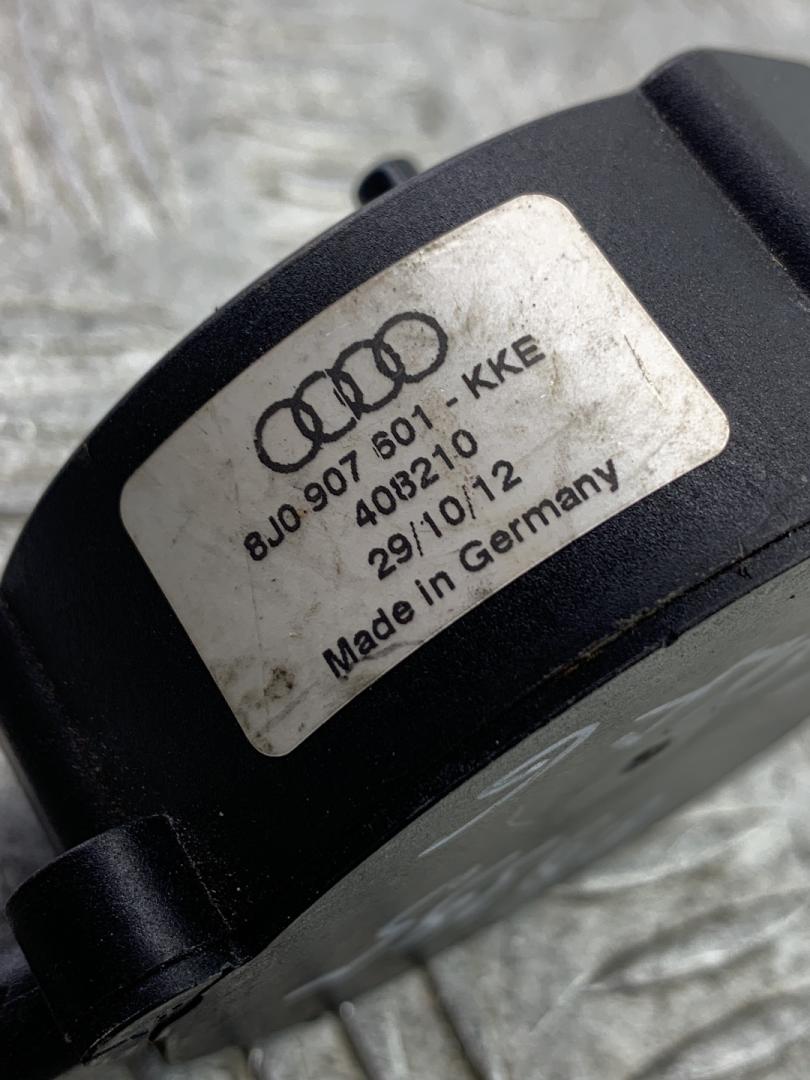 8J0 907 601 - KKE
408210
29/10/12
Made in Germany